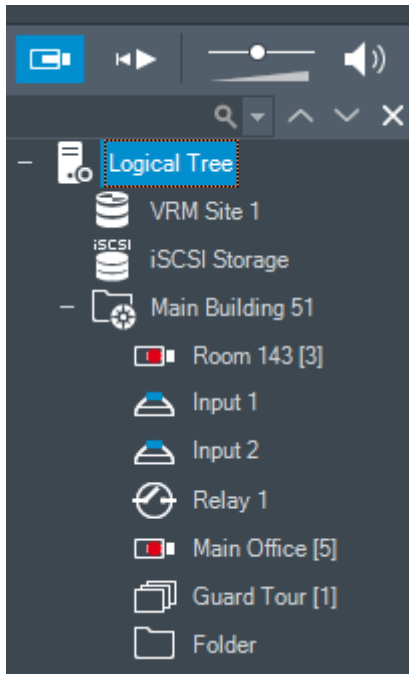 Logical Tree
VRM Site 1
iSCSI
iSCSI Storage
Main Building 51
Room 143 [3]
Input 1
Input 2
Relay 1
Main Office [5]
Guard Tour [1]
Folder